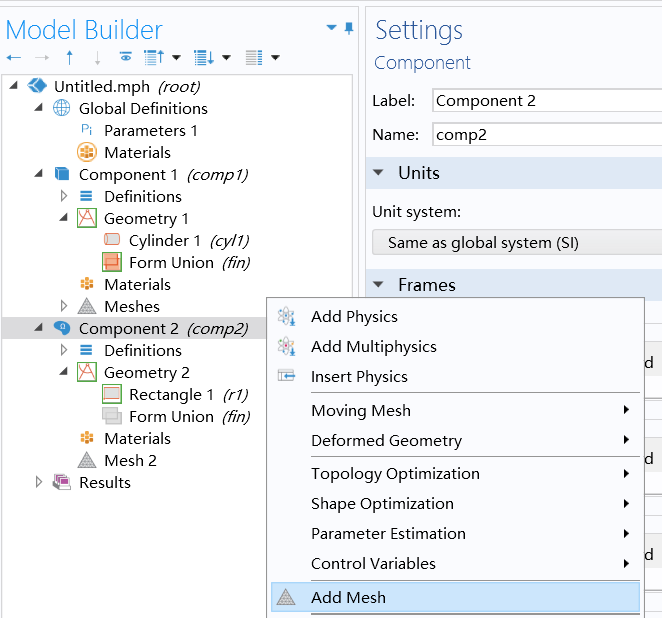 Model Builder
Untitled.mph (root)
Global Definitions
Pi Parameters 1
Materials
Component 1 (comp1)
Definitions
Geometry 1
Cylinder 1 (cyl1)
Form Union (fin)
Materials
Meshes
Component 2 (comp2)
Definitions
Geometry 2
Rectangle 1 (r1)
Form Union (fin)
Materials
Mesh 2
Results
Settings
Component
Label: Component 2
Name: comp2
Units
Unit system:
Same as global system (SI)
Frames
d
d
d
Add Physics
Add Multiphysics
Insert Physics
Moving Mesh
Deformed Geometry
Topology Optimization
Shape Optimization
Parameter Estimation
Control Variables
Add Mesh